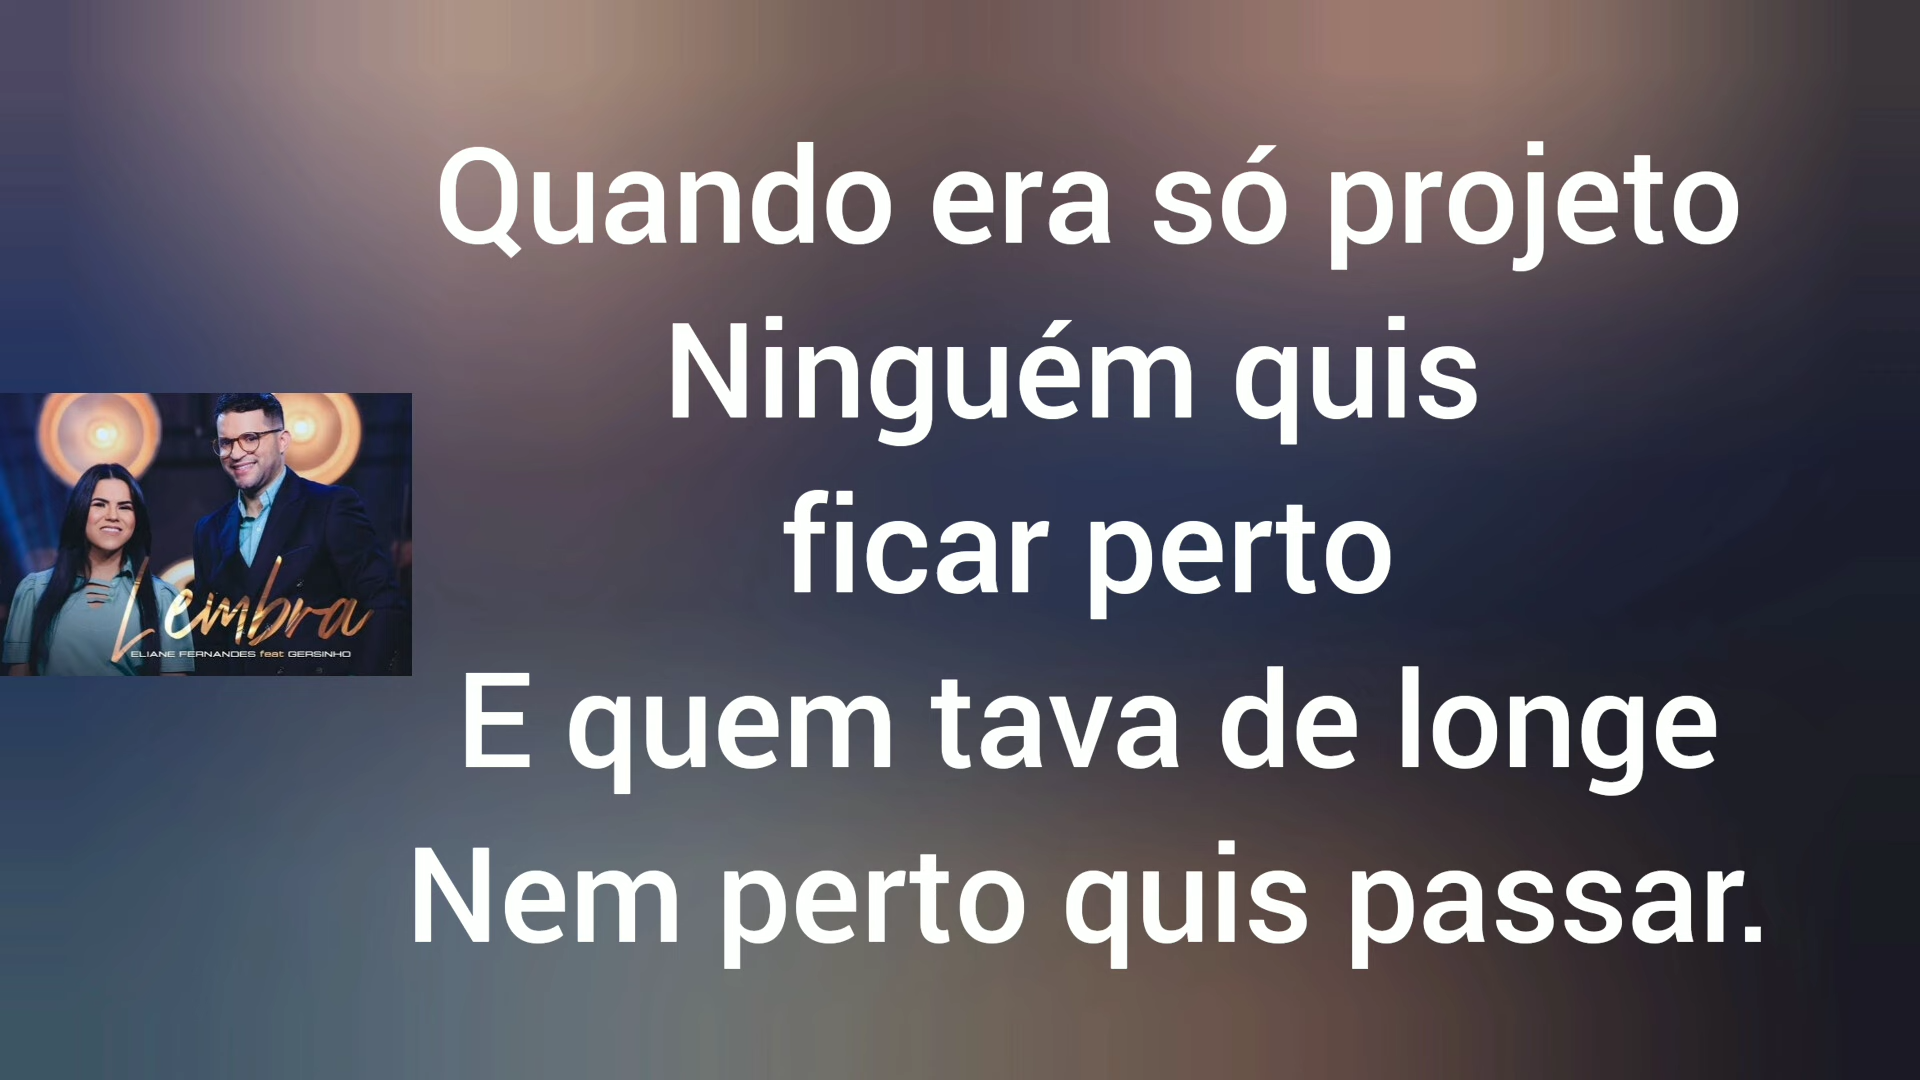 Quando era só projeto
Ninguém quis
ficar perto
E quem tava de longe
Nem perto quis passar.
Lembra
ELIANE FERNANDES feat GERSINHO